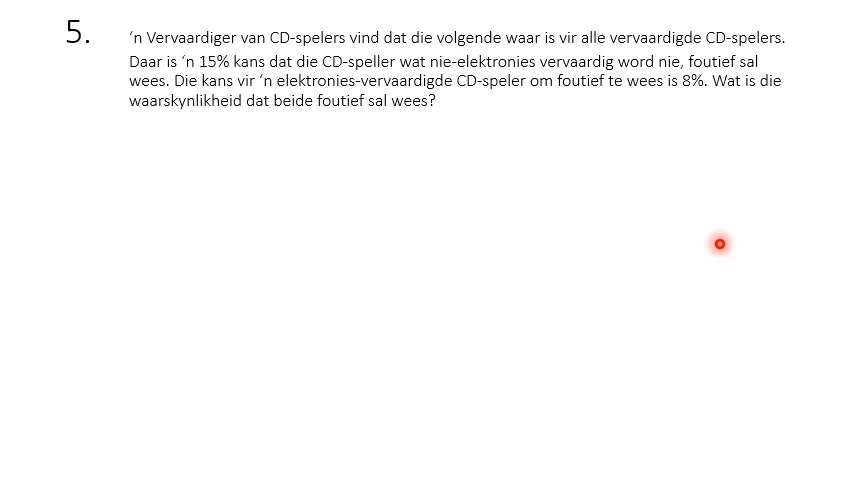 5.
‘n Vervaardiger van CD-spelers vind dat die volgende waar is vir alle vervaardigde CD-spelers.
Daar is ‘n 15% kans dat die CD-speller wat nie-elektronies vervaardig word nie, foutief sal
wees. Die kans vir ‘n elektronies-vervaardigde CD-speler om foutief te wees is 8%. Wat is die
waarskynlikheid dat beide foutief sal wees?